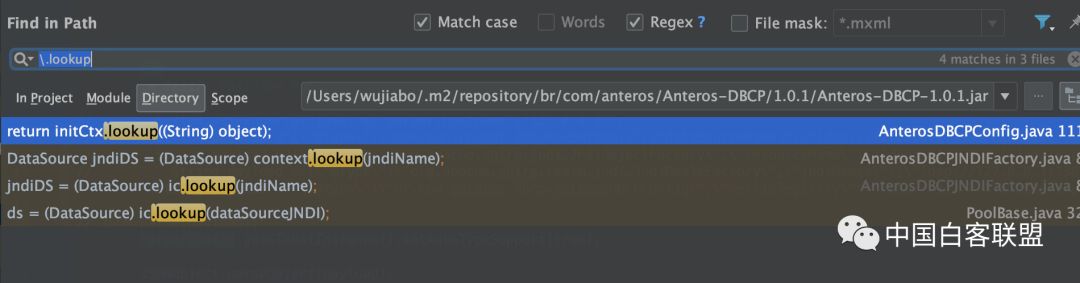 Find in Path
Match case Words Regex ? File mask: *.mxml
\.lookup 4 matches in 3 files
In Project Module Directory Scope /Users/wujiabo/.m2/repository/br/com/anteros/Anteros-DBCP/1.0.1/Anteros-DBCP-1.0.1.jar ...
return initCtx.lookup((String) object); AnterosDBCPConfig.java 111
DataSource jndiDS = (DataSource) context.lookup(jndiName); AnterosDBCPJNDIFactory.java
jndiDS = (DataSource) ic.lookup(jndiName); AnterosDBCPJNDIFactory.java
ds = (DataSource) ic.lookup(dataSourceJNDI); PoolBase.java 32
中国白客联盟